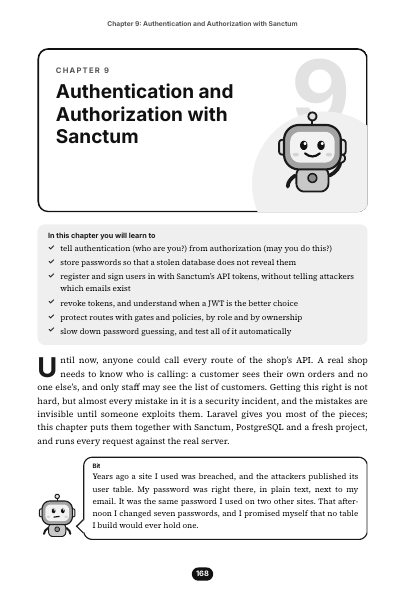 Chapter 9: Authentication and Authorization with Sanctum
CHAPTER 9
9
Authentication and
Authorization with
Sanctum
In this chapter you will learn to
✓ tell authentication (who are you?) from authorization (may you do this?)
✓ store passwords so that a stolen database does not reveal them
✓ register and sign users in with Sanctum's API tokens, without telling attackers
which emails exist
✓ revoke tokens, and understand when a JWT is the better choice
✓ protect routes with gates and policies, by role and by ownership
✓ slow down password guessing, and test all of it automatically
Until now, anyone could call every route of the shop's API. A real shop
needs to know who is calling: a customer sees their own orders and no
one else's, and only staff may see the list of customers. Getting this right is not
hard, but almost every mistake in it is a security incident, and the mistakes are
invisible until someone exploits them. Laravel gives you most of the pieces;
this chapter puts them together with Sanctum, PostgreSQL and a fresh project,
and runs every request against the real server.
Bit
Years ago a site I used was breached, and the attackers published its
user table. My password was right there, in plain text, next to my
email. It was the same password I used on two other sites. That after-
noon I changed seven passwords, and I promised myself that no table
I build would ever hold one.
168